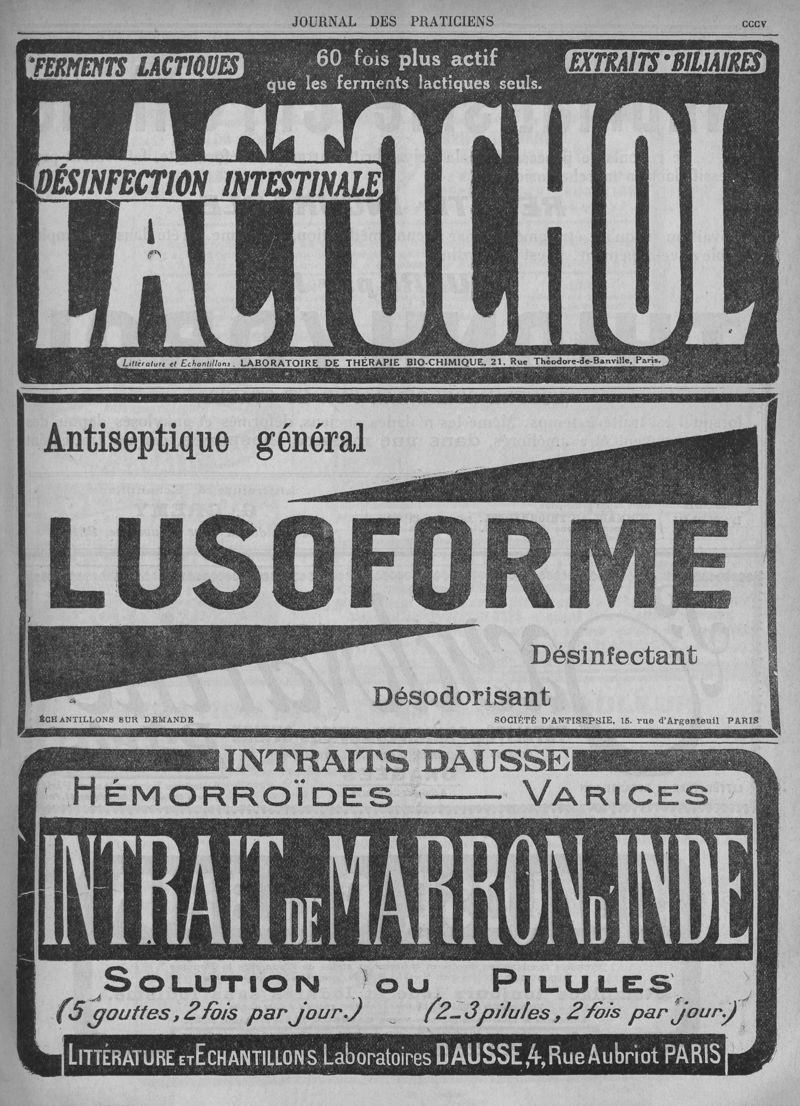 JOURNAL DES PRATICIENS CCCV
FERMENTS LACTIQUES
60 fois plus actif
que les ferments lactiques seuls.
EXTRAITS BILIAIRES
LACTOCHOL
DÉSINFECTION INTESTINALE
Littérature et Echantillons. LABORATOIRE DE THÉRAPIE BIO-CHIMIQUE, 21, Rue Théodore-de-Banville, Paris.
Antiseptique général
LUSOFORME
Désinfectant
Désodorisant
ÉCHANTILLONS SUR DEMANDE
SOCIÉTÉ D'ANTISEPSIE, 15, rue d'Argenteuil PARIS
INTRAITS DAUSSE
HÉMORROÏDES — VARICES
INTRAIT DE MARRON D'INDE
SOLUTION OU PILULES
(5 gouttes, 2 fois par jour.) (2-3 pilules, 2 fois par jour.)
LITTÉRATURE ET ECHANTILLONS Laboratoires DAUSSE, 4, Rue Aubriot PARIS